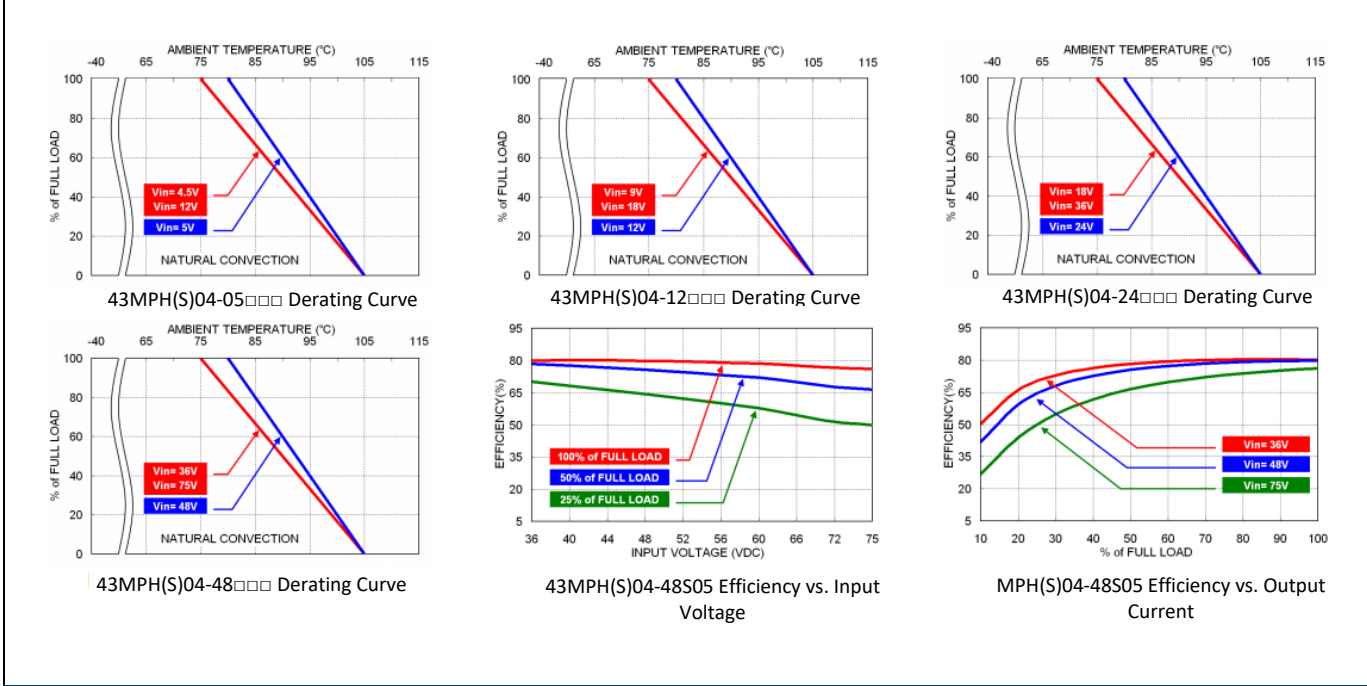 AMBIENT TEMPERATURE (°C)
-40 65 75 85 95 105 115
100
80
60
40
20
0
% of FULL LOAD
Vin= 4.5V
Vin= 12V
Vin= 5V
NATURAL CONVECTION
43MPH(S)04-05□□□ Derating Curve
AMBIENT TEMPERATURE (°C)
-40 65 75 85 95 105 115
100
80
60
40
20
0
% of FULL LOAD
Vin= 9V
Vin= 18V
Vin= 12V
NATURAL CONVECTION
43MPH(S)04-12□□□ Derating Curve
AMBIENT TEMPERATURE (°C)
-40 65 75 85 95 105 115
100
80
60
40
20
0
% of FULL LOAD
Vin= 18V
Vin= 36V
Vin= 24V
NATURAL CONVECTION
43MPH(S)04-24□□□ Derating Curve
AMBIENT TEMPERATURE (°C)
-40 65 75 85 95 105 115
100
80
60
40
20
0
% of FULL LOAD
Vin= 36V
Vin= 75V
Vin= 48V
NATURAL CONVECTION
43MPH(S)04-48□□□ Derating Curve
95
80
65
50
35
20
5
EFFICIENCY(%)
100% of FULL LOAD
50% of FULL LOAD
25% of FULL LOAD
36 40 44 48 52 56 60 66 72 75
INPUT VOLTAGE (VDC)
43MPH(S)04-48S05 Efficiency vs. Input
Voltage
95
80
65
50
35
20
5
EFFICIENCY(%)
Vin= 36V
Vin= 48V
Vin= 75V
10 20 30 40 50 60 70 80 90 100
% of FULL LOAD
MPH(S)04-48S05 Efficiency vs. Output
Current